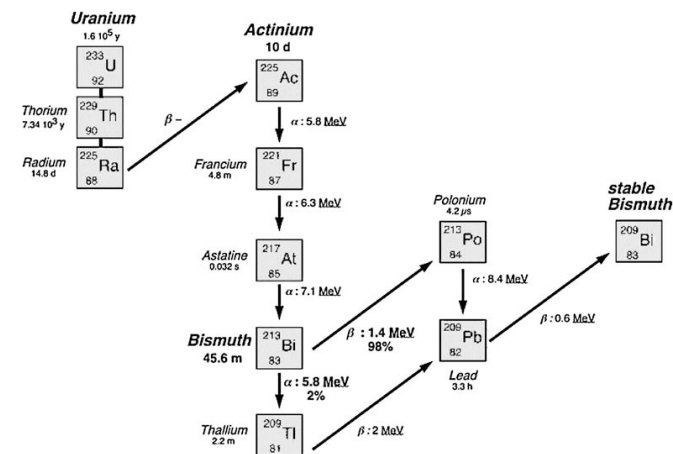 Uranium
1.6 10⁵ y
233 U 92
Thorium
7.34 10³ y
229 Th 90
Radium
14.8 d
225 Ra 88
β –
Actinium
10 d
225 Ac 89
α : 5.8 MeV
Francium
4.8 m
221 Fr 87
α : 6.3 MeV
Astatine
0.032 s
217 At 85
α : 7.1 MeV
Bismuth
45.6 m
213 Bi 83
β : 1.4 MeV
98%
α : 5.8 MeV
2%
Thallium
2.2 m
209 Tl 81
β : 2 MeV
Polonium
4.2 µs
213 Po 84
α : 8.4 MeV
209 Pb 82
Lead
3.3 h
β : 0.6 MeV
stable
Bismuth
209 Bi 83